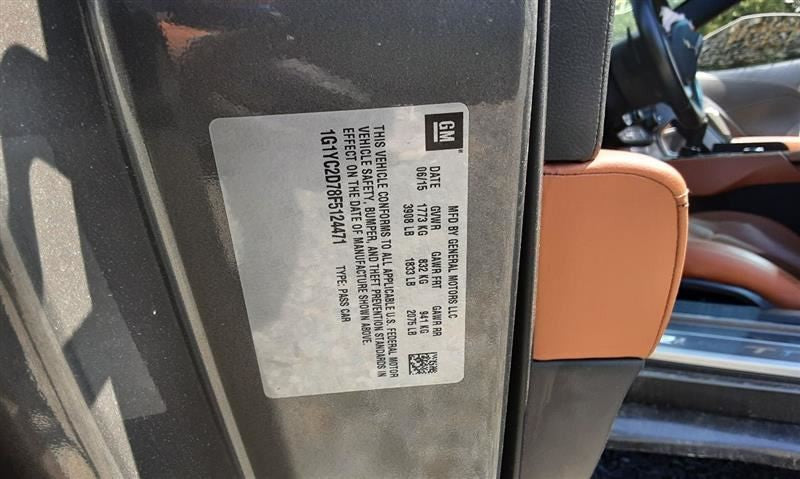 GM
MFD BY GENERAL MOTORS LLC
DATE GVWR GAWR FRT GAWR RR
06/15 1773 KG 832 KG 941 KG
3908 LB 1833 LB 2075 LB
THIS VEHICLE CONFORMS TO ALL APPLICABLE U.S. FEDERAL MOTOR
VEHICLE SAFETY, BUMPER, AND THEFT PREVENTION STANDARDS IN
EFFECT ON THE DATE OF MANUFACTURE SHOWN ABOVE.
1G1YC2D78F5124471 TYPE: PASS CAR